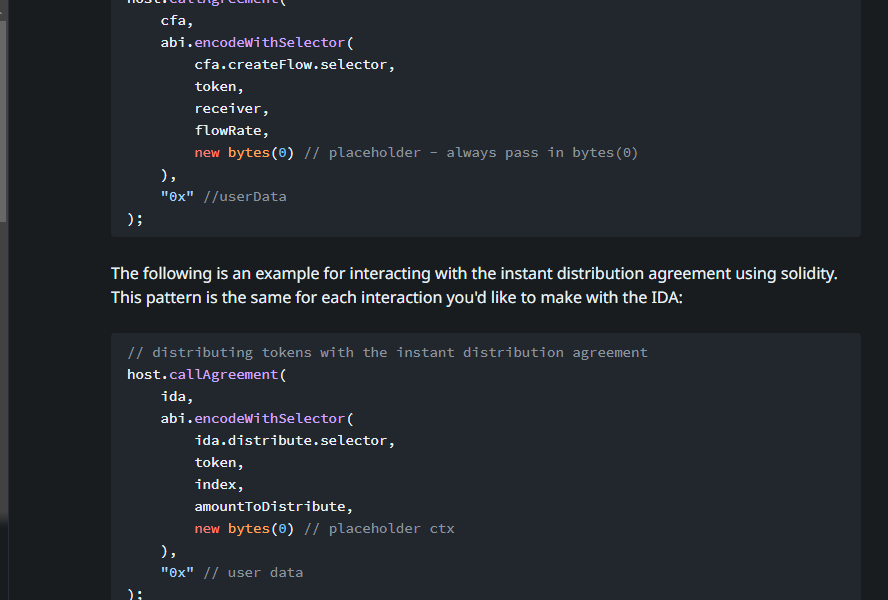 host.callAgreement(
cfa,
abi.encodeWithSelector(
cfa.createFlow.selector,
token,
receiver,
flowRate,
new bytes(0) // placeholder - always pass in bytes(0)
),
"0x" //userData
);
The following is an example for interacting with the instant distribution agreement using solidity.
This pattern is the same for each interaction you'd like to make with the IDA:
// distributing tokens with the instant distribution agreement
host.callAgreement(
ida,
abi.encodeWithSelector(
ida.distribute.selector,
token,
index,
amountToDistribute,
new bytes(0) // placeholder ctx
),
"0x" // user data
);